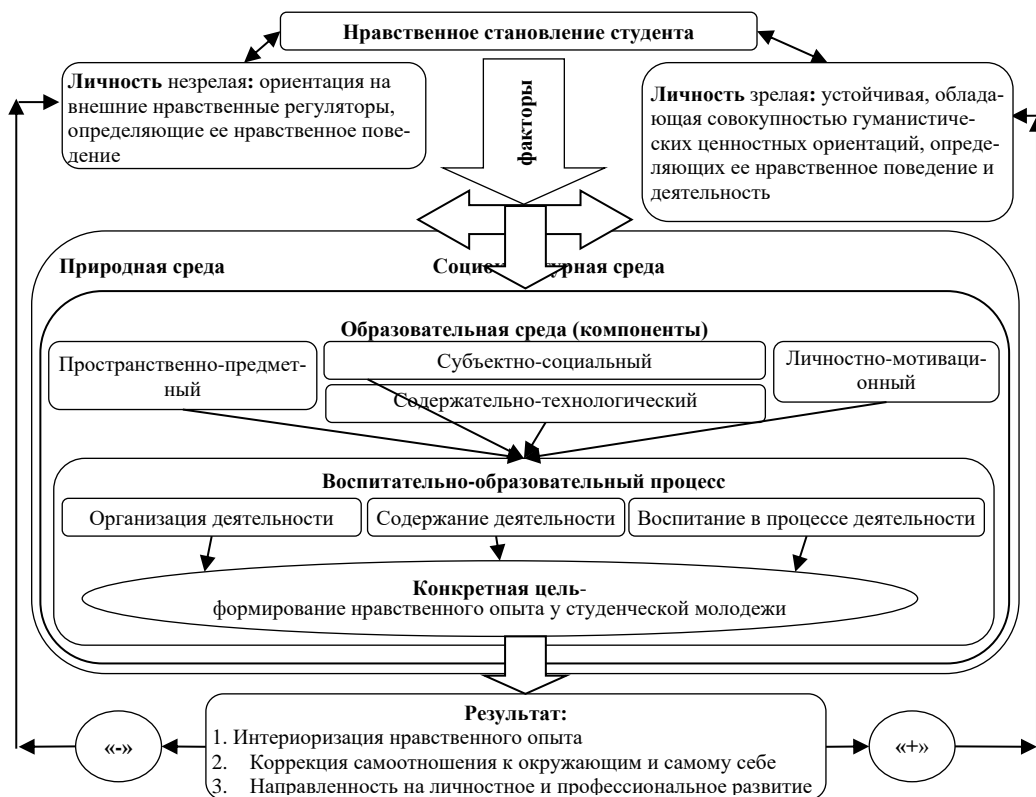 Нравственное становление студента
Личность незрелая: ориентация на
внешние нравственные регуляторы,
определяющие ее нравственное пове-
дение
факторы
Личность зрелая: устойчивая, облада-
ющая совокупностью гуманистиче-
ских ценностных ориентаций, опреде-
ляющих ее нравственное поведение и
деятельность
Природная среда
среда
Образовательная среда (компоненты)
Пространственно-предмет-
ный
Субъектно-социальный
Содержательно-технологический
Личностно-мотиваци-
онный
Воспитательно-образовательный процесс
Организация деятельности
Содержание деятельности
Воспитание в процессе деятельности
Конкретная цель-
формирование нравственного опыта у студенческой молодежи
Результат:
1. Интериоризация нравственного опыта
2. Коррекция самоотношения к окружающим и самому себе
3. Направленность на личностное и профессиональное развитие
«-»
«+»